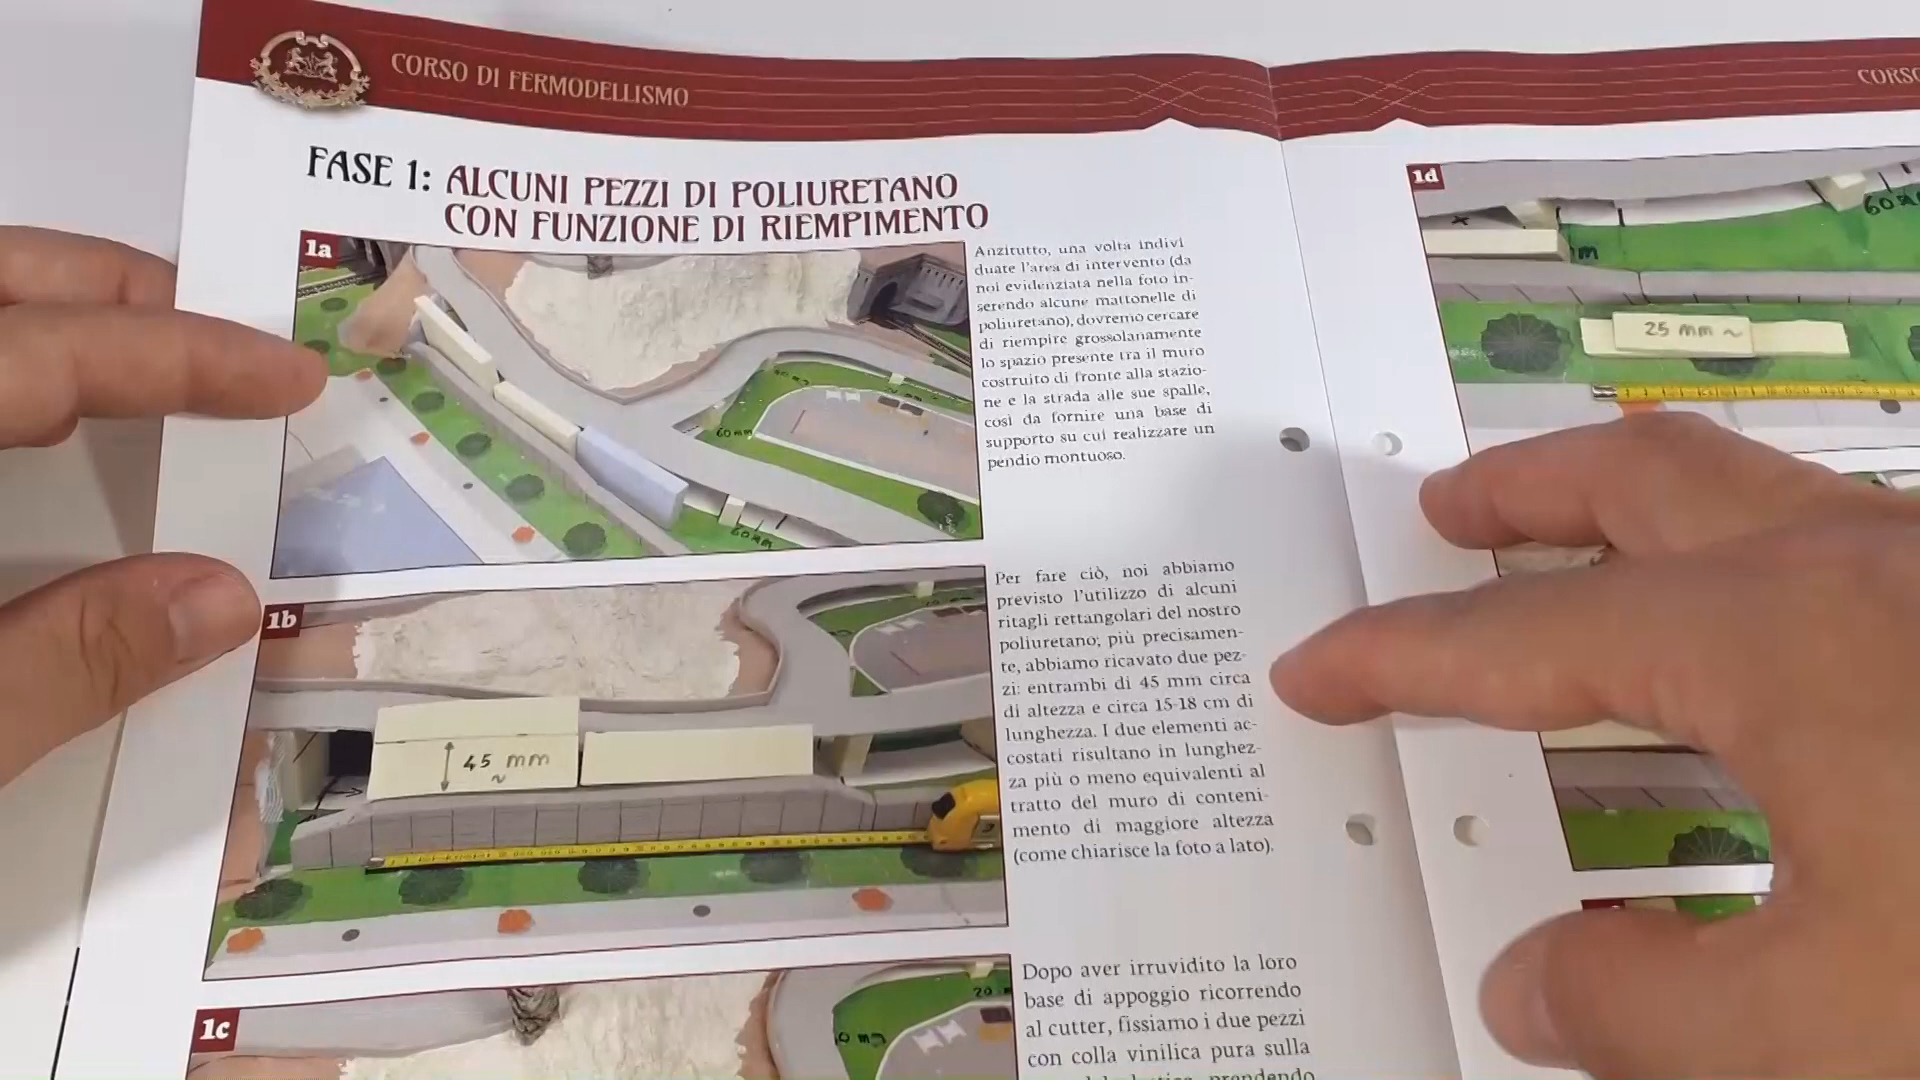 CORSO DI FERMODELLISMO
FASE 1: ALCUNI PEZZI DI POLIURETANO
CON FUNZIONE DI RIEMPIMENTO
1a
60 mm
60 mm
Anzitutto, una volta indivi
duate l'area di intervento (da
noi evidenziata nella foto in-
serendo alcune mattonelle di
poliuretano), dovremo cercare
di riempire grossolanamente
lo spazio presente tra il muro
costruito di fronte alla stazio-
ne e la strada alle sue spalle,
così da fornire una base di
supporto su cui realizzare un
pendio montuoso.
1b
45 mm
~
Per fare ciò, noi abbiamo
previsto l'utilizzo di alcuni
ritagli rettangolari del nostro
poliuretano; più precisamen-
te, abbiamo ricavato due pez-
zi: entrambi di 45 mm circa
di altezza e circa 15-18 cm di
lunghezza. I due elementi ac-
costati risultano in lunghez-
za più o meno equivalenti al
tratto del muro di conteni-
mento di maggiore altezza
(come chiarisce la foto a lato).
1c
20
Dopo aver irruvidito la loro
base di appoggio ricorrendo
al cutter, fissiamo i due pezzi
con colla vinilica pura sulla
prendendo
CORSO
1d
60 mm
m
25 mm ~